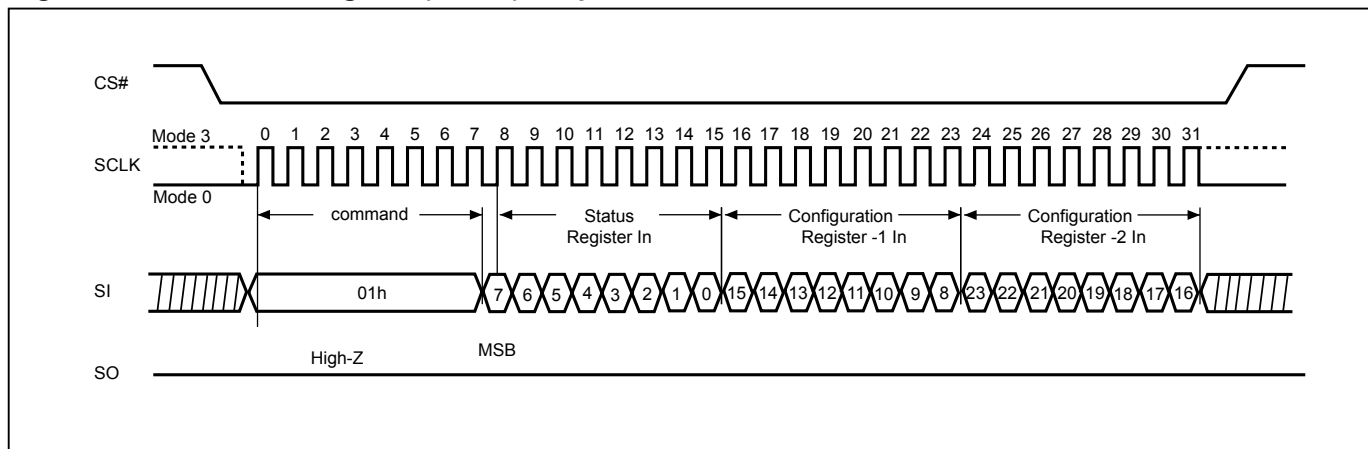 CS#
Mode 3
0 1 2 3 4 5 6 7 8 9 10 11 12 13 14 15 16 17 18 19 20 21 22 23 24 25 26 27 28 29 30 31
SCLK
Mode 0
command
Status
Register In
Configuration
Register -1 In
Configuration
Register -2 In
SI
01h
7 6 5 4 3 2 1 0 15 14 13 12 11 10 9 8 23 22 21 20 19 18 17 16
High-Z
MSB
SO